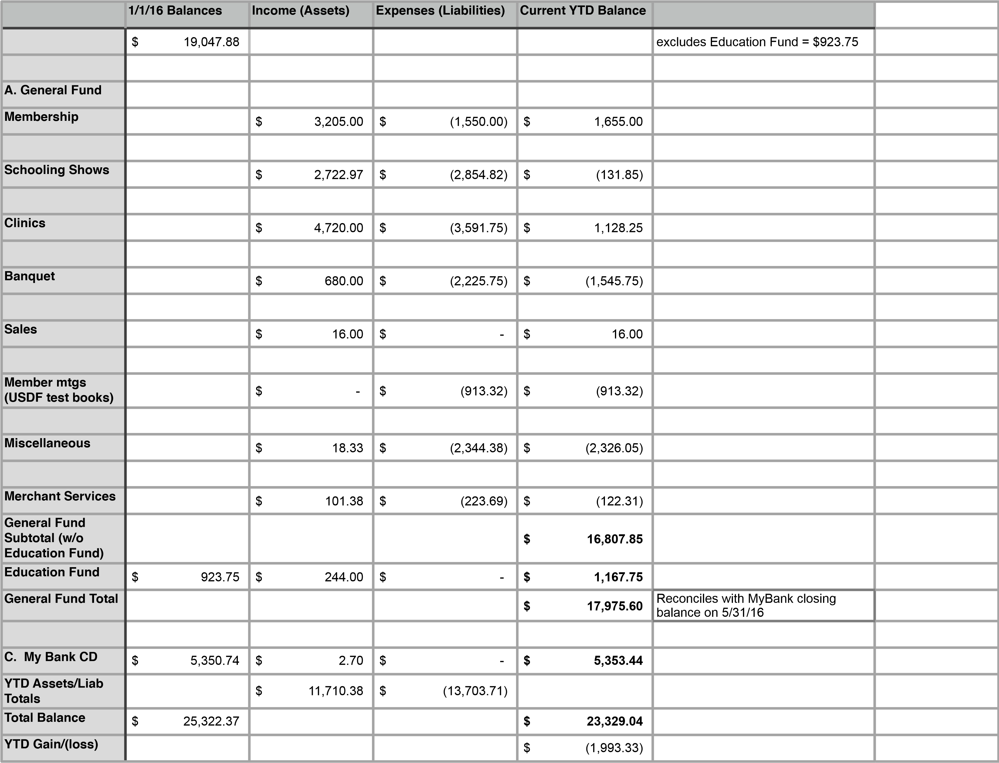 1/1/16 Balances Income (Assets) Expenses (Liabilities) Current YTD Balance
$ 19,047.88 excludes Education Fund = $923.75
A. General Fund
Membership $ 3,205.00 $ (1,550.00) $ 1,655.00
Schooling Shows $ 2,722.97 $ (2,854.82) $ (131.85)
Clinics $ 4,720.00 $ (3,591.75) $ 1,128.25
Banquet $ 680.00 $ (2,225.75) $ (1,545.75)
Sales $ 16.00 $ - $ 16.00
Member mtgs
(USDF test books) $ - $ (913.32) $ (913.32)
Miscellaneous $ 18.33 $ (2,344.38) $ (2,326.05)
Merchant Services $ 101.38 $ (223.69) $ (122.31)
General Fund
Subtotal (w/o
Education Fund) $ 16,807.85
Education Fund $ 923.75 $ 244.00 $ - $ 1,167.75
General Fund Total $ 17,975.60 Reconciles with MyBank closing
balance on 5/31/16
C. My Bank CD $ 5,350.74 $ 2.70 $ - $ 5,353.44
YTD Assets/Liab
Totals $ 11,710.38 $ (13,703.71)
Total Balance $ 25,322.37 $ 23,329.04
YTD Gain/(loss) $ (1,993.33)